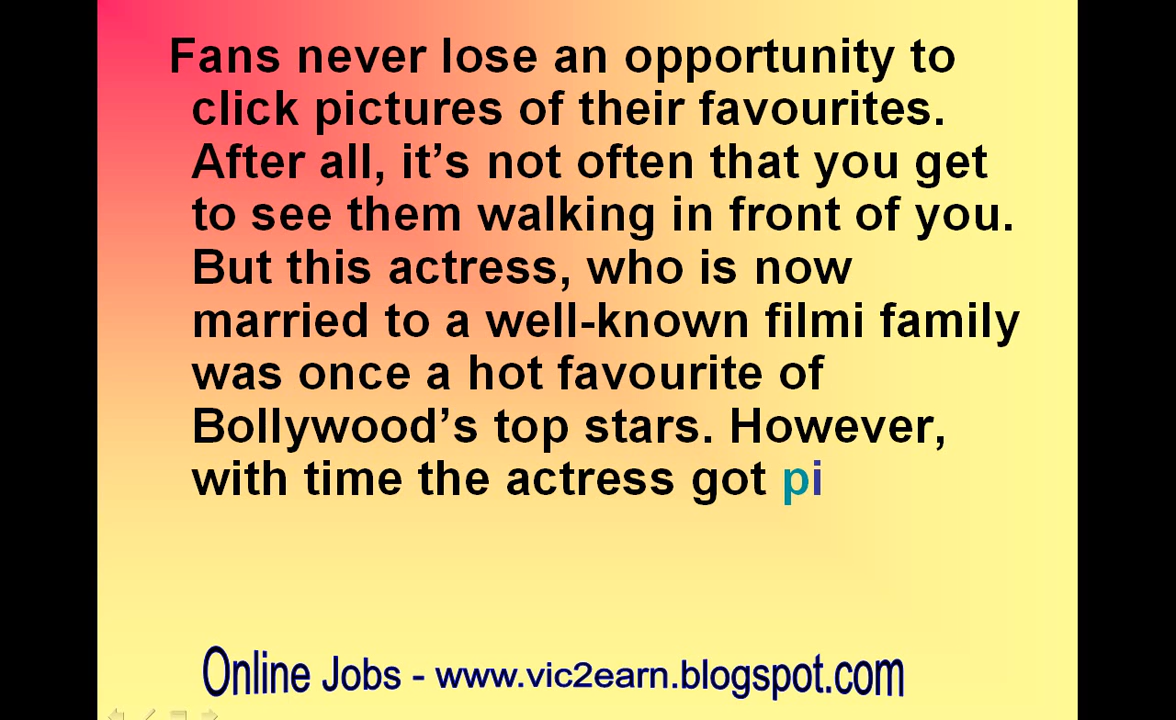 Fans never lose an opportunity to
click pictures of their favourites.
After all, it’s not often that you get
to see them walking in front of you.
But this actress, who is now
married to a well-known filmi family
was once a hot favourite of
Bollywood’s top stars. However,
with time the actress got pi
Online Jobs - www.vic2earn.blogspot.com